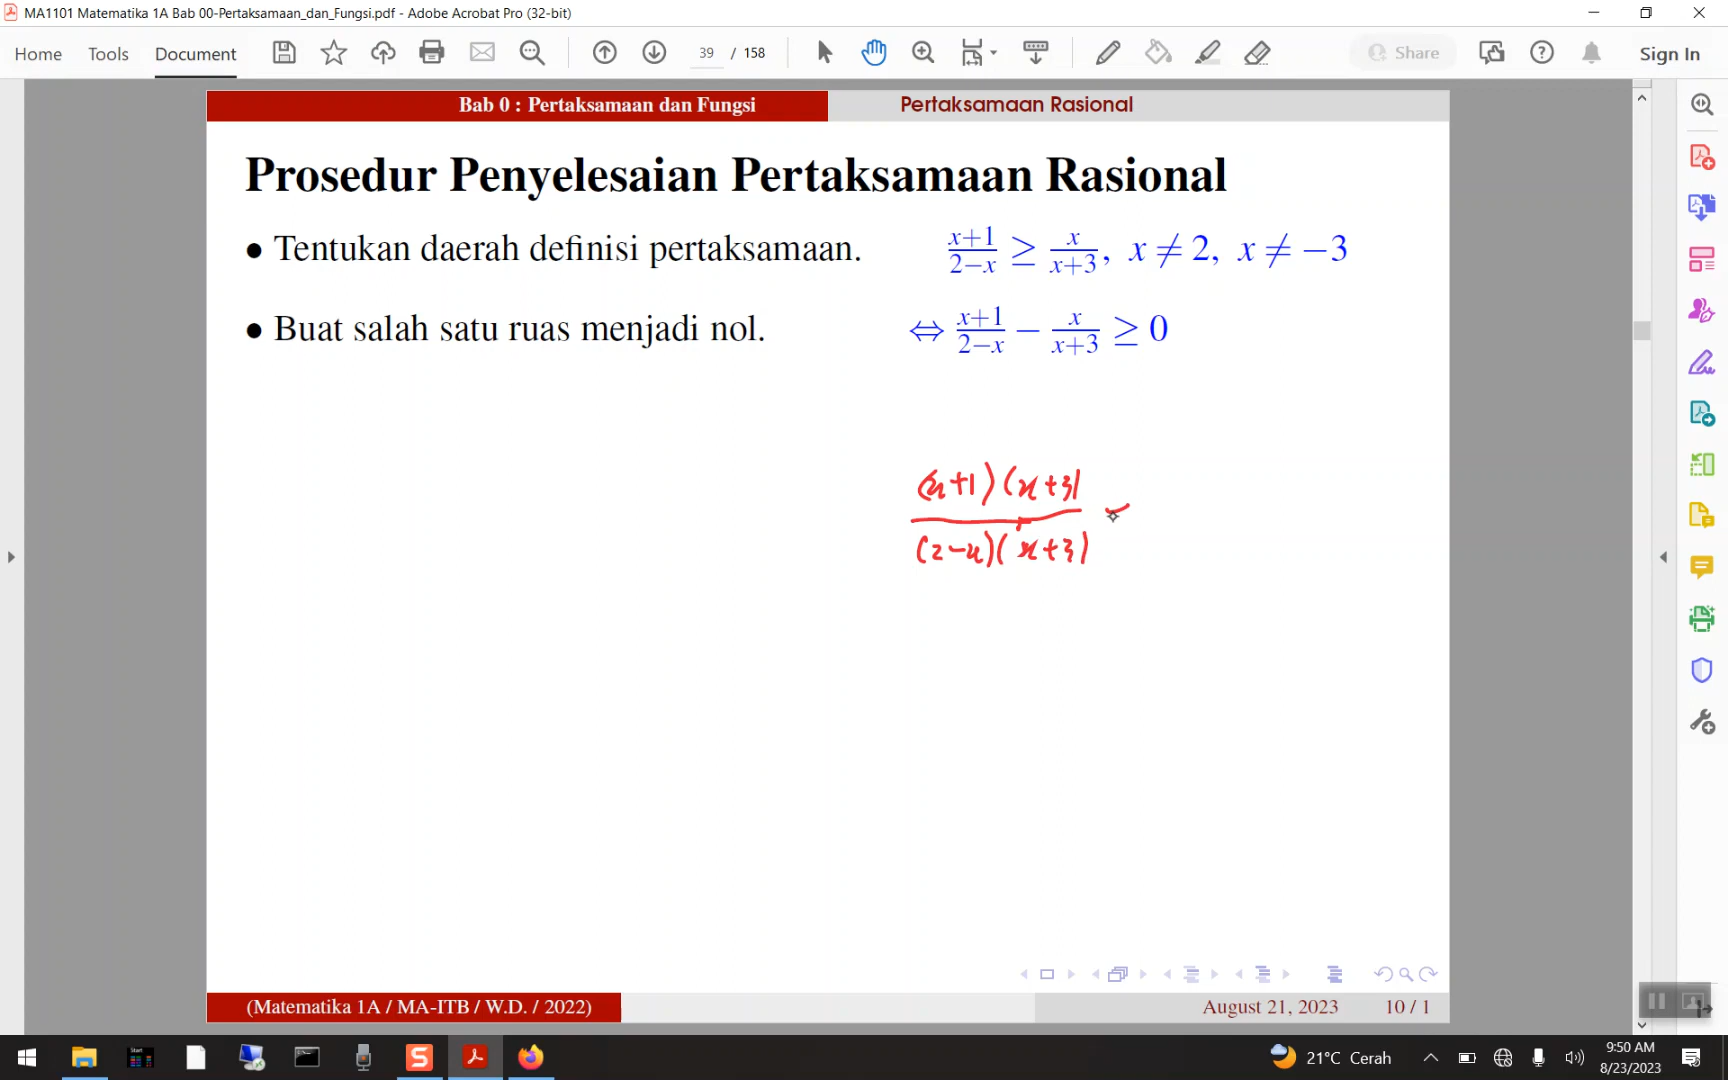 MA1101 Matematika 1A Bab 00-Pertaksamaan_dan_Fungsi.pdf - Adobe Acrobat Pro (32-bit)
Home Tools Document 39 / 158 Share Sign In
Bab 0 : Pertaksamaan dan Fungsi Pertaksamaan Rasional
Prosedur Penyelesaian Pertaksamaan Rasional
• Tentukan daerah definisi pertaksamaan. x+1/2−x ≥ x/x+3, x ≠ 2, x ≠ −3
• Buat salah satu ruas menjadi nol. ⇔ x+1/2−x − x/x+3 ≥ 0
(x+1)(x+3)
(2−x)(x+3) −
(Matematika 1A / MA-ITB / W.D. / 2022) August 21, 2023 10 / 1
Start
21°C Cerah 9:50 AM
8/23/2023